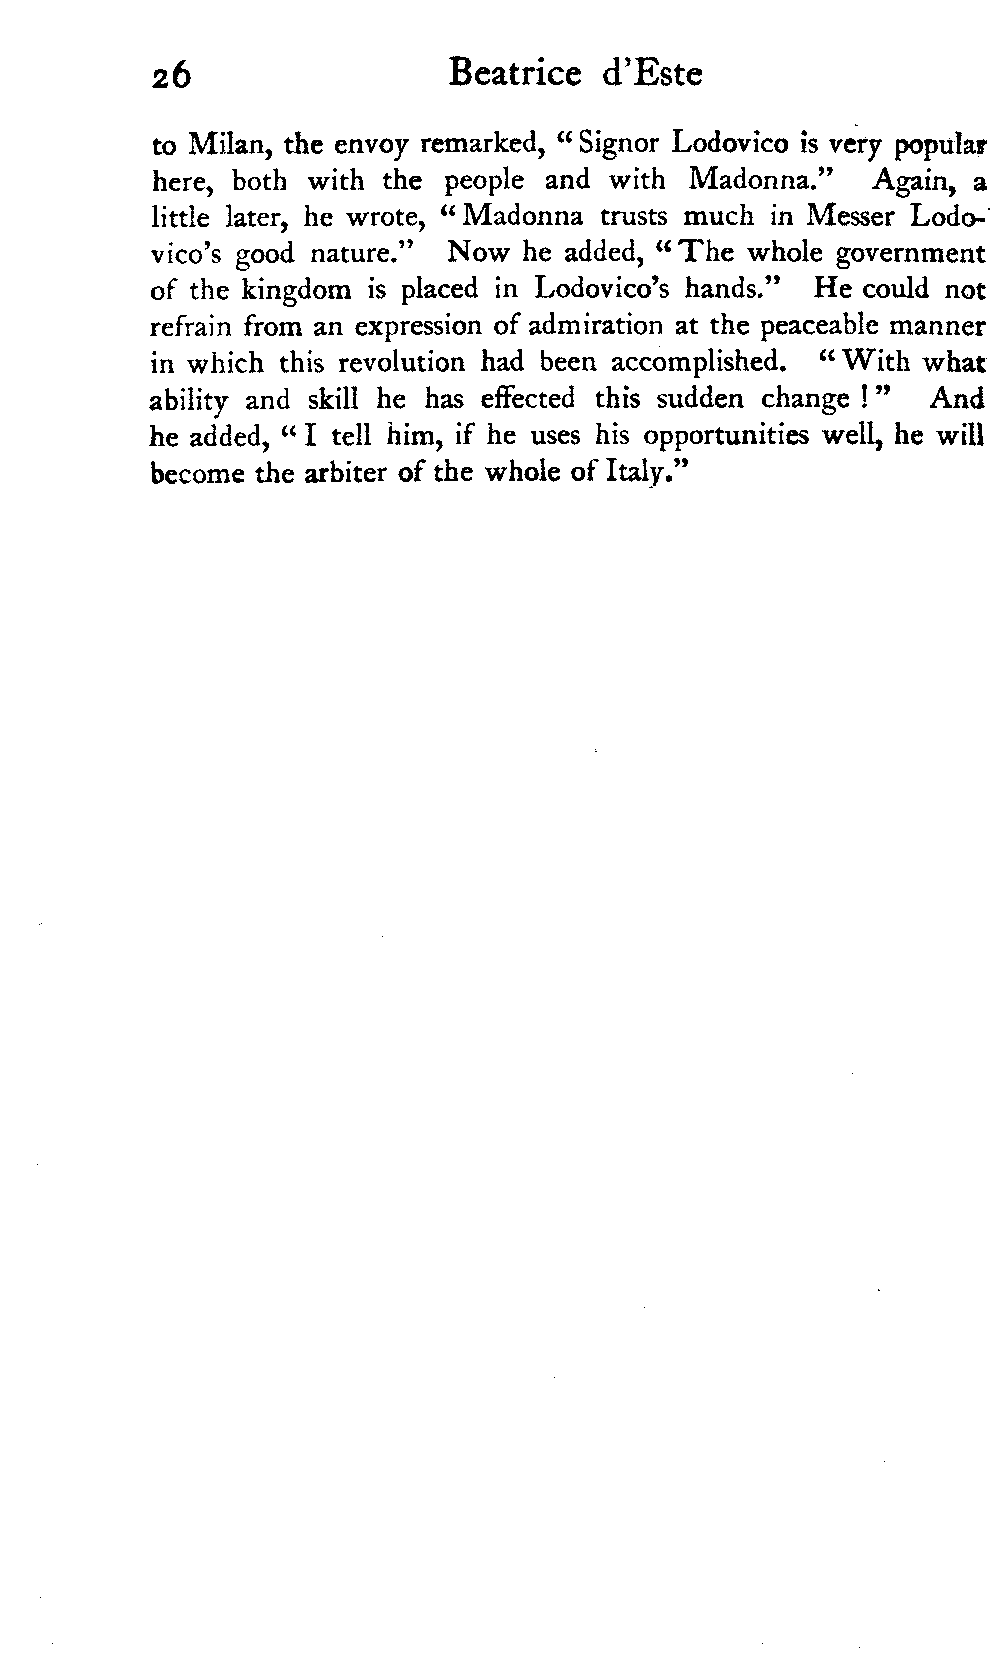 26 Beatrice d'Este
to Milan, the envoy remarked, “Signor Lodovico is very popular
here, both with the people and with Madonna.” Again, a
little later, he wrote, “Madonna trusts much in Messer Lodo-
vico's good nature.” Now he added, “The whole government
of the kingdom is placed in Lodovico's hands.” He could not
refrain from an expression of admiration at the peaceable manner
in which this revolution had been accomplished. “With what
ability and skill he has effected this sudden change!” And
he added, “I tell him, if he uses his opportunities well, he will
become the arbiter of the whole of Italy.”